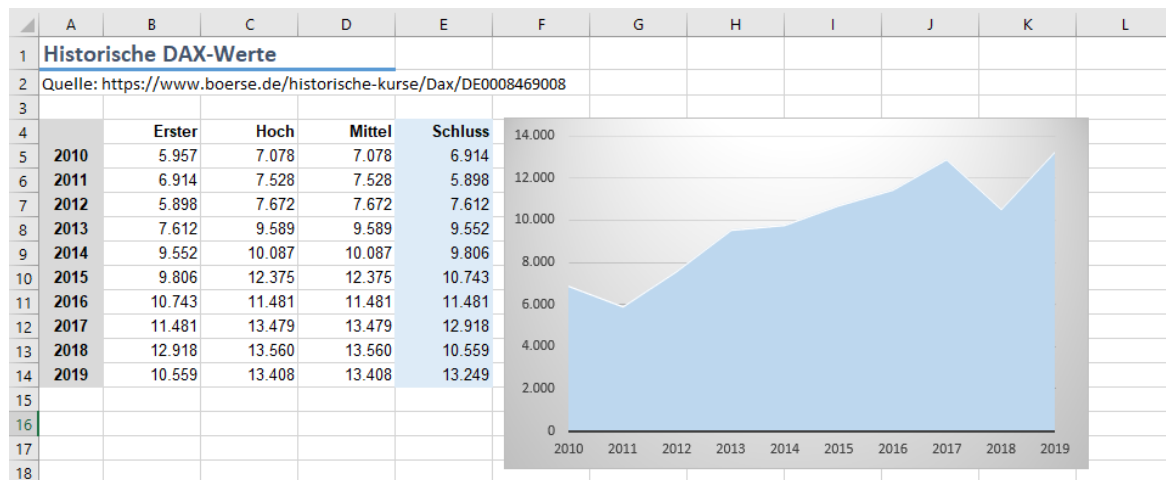 A B C D E F G H I J K L
1 Historische DAX-Werte
2 Quelle: https://www.boerse.de/historische-kurse/Dax/DE0008469008
3
4 Erster Hoch Mittel Schluss
5 2010 5.957 7.078 7.078 6.914
6 2011 6.914 7.528 7.528 5.898
7 2012 5.898 7.672 7.672 7.612
8 2013 7.612 9.589 9.589 9.552
9 2014 9.552 10.087 10.087 9.806
10 2015 9.806 12.375 12.375 10.743
11 2016 10.743 11.481 11.481 11.481
12 2017 11.481 13.479 13.479 12.918
13 2018 12.918 13.560 13.560 10.559
14 2019 10.559 13.408 13.408 13.249
15
16
17
18
14.000
12.000
10.000
8.000
6.000
4.000
2.000
0
2010 2011 2012 2013 2014 2015 2016 2017 2018 2019